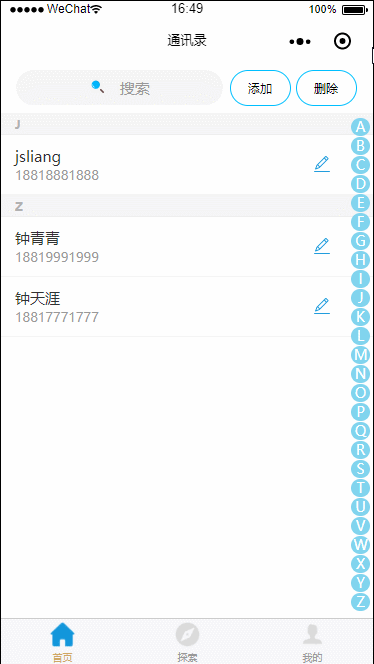 ●●●●● WeChat 16:49 100%
通讯录
搜索 添加 删除
J
jsliang
18818881888
Z
钟青青
18819991999
钟天涯
18817771777
A
B
C
D
E
F
G
H
I
J
K
L
M
N
O
P
Q
R
S
T
U
V
W
X
Y
Z
首页 探索 我的